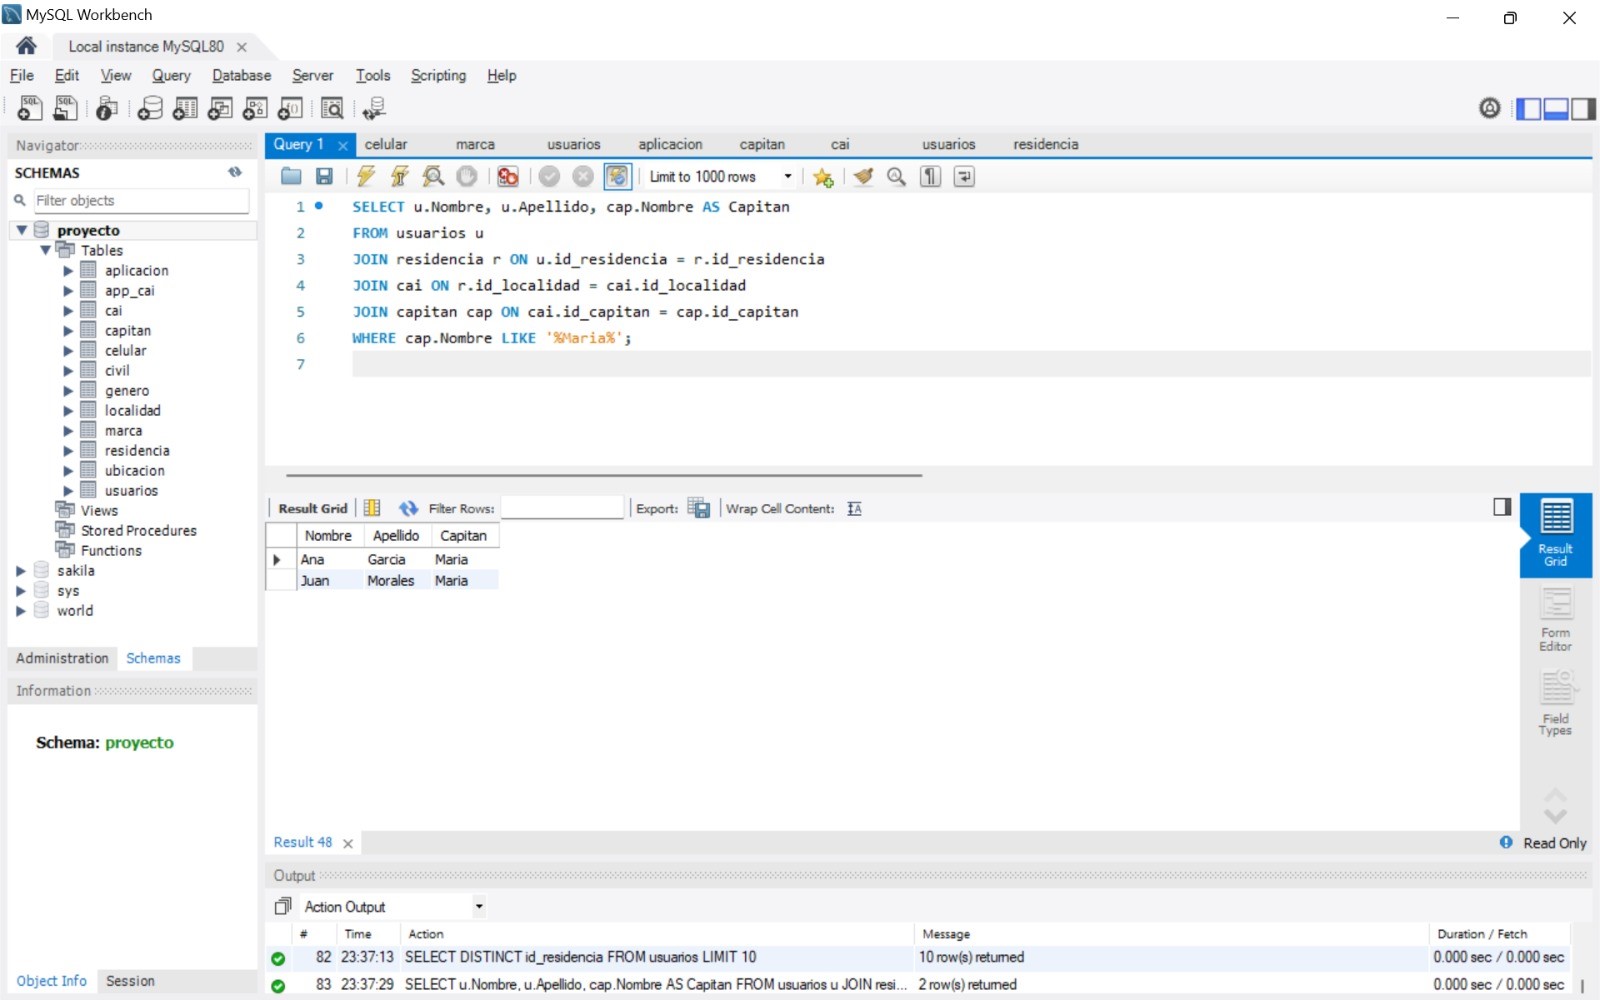 MySQL Workbench
Local instance MySQL80
File Edit View Query Database Server Tools Scripting Help
Navigator
SCHEMAS
Filter objects
proyecto
Tables
aplicacion
app_cai
cai
capitan
celular
civil
genero
localidad
marca
residencia
ubicacion
usuarios
Views
Stored Procedures
Functions
sakila
sys
world
Administration Schemas
Information
Schema: proyecto
Object Info Session
Query 1 celular marca usuarios aplicacion capitan cai usuarios residencia
Limit to 1000 rows
1 SELECT u.Nombre, u.Apellido, cap.Nombre AS Capitan
2 FROM usuarios u
3 JOIN residencia r ON u.id_residencia = r.id_residencia
4 JOIN cai ON r.id_localidad = cai.id_localidad
5 JOIN capitan cap ON cai.id_capitan = cap.id_capitan
6 WHERE cap.Nombre LIKE '%Maria%';
7
Result Grid Filter Rows: Export: Wrap Cell Content:
Nombre Apellido Capitan
Ana Garcia Maria
Juan Morales Maria
Result
Grid
Form
Editor
Field
Types
Result 48
Read Only
Output
Action Output
# Time Action Message Duration / Fetch
82 23:37:13 SELECT DISTINCT id_residencia FROM usuarios LIMIT 10 10 row(s) returned 0.000 sec / 0.000 sec
83 23:37:29 SELECT u.Nombre, u.Apellido, cap.Nombre AS Capitan FROM usuarios u JOIN resi... 2 row(s) returned 0.000 sec / 0.000 sec